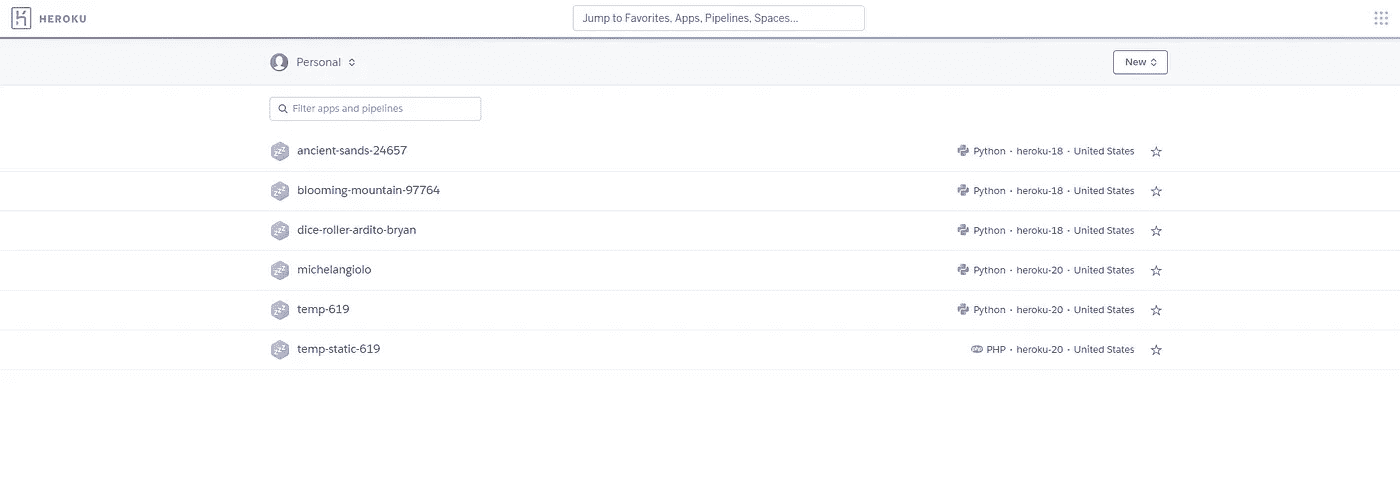 HEROKU
Jump to Favorites, Apps, Pipelines, Spaces...
Personal
New
Filter apps and pipelines
ancient-sands-24657 Python · heroku-18 · United States
blooming-mountain-97764 Python · heroku-18 · United States
dice-roller-ardito-bryan Python · heroku-18 · United States
michelangiolo Python · heroku-20 · United States
temp-619 Python · heroku-20 · United States
temp-static-619 PHP · heroku-20 · United States